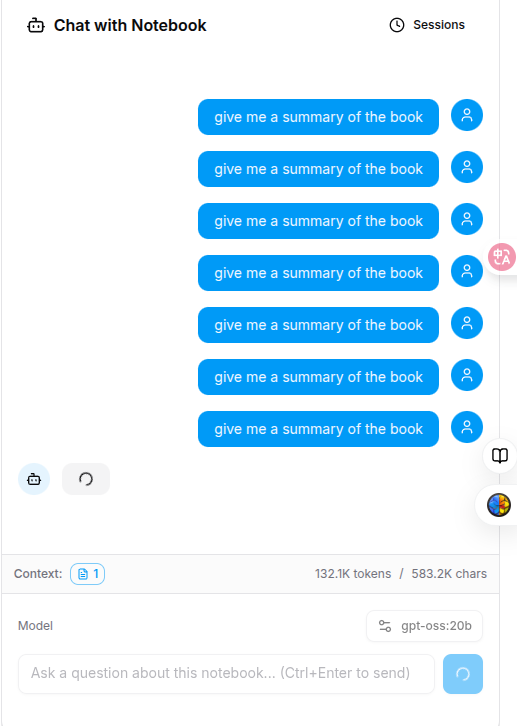 Chat with Notebook
Sessions
give me a summary of the book
give me a summary of the book
give me a summary of the book
give me a summary of the book
give me a summary of the book
give me a summary of the book
give me a summary of the book
Context: 1
132.1K tokens / 583.2K chars
Model
gpt-oss:20b
Ask a question about this notebook... (Ctrl+Enter to send)